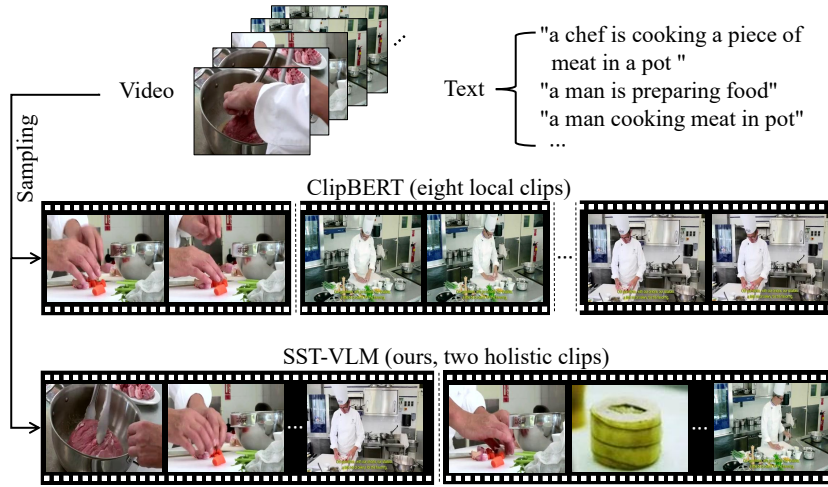 Video
Text
"a chef is cooking a piece of
meat in a pot "
"a man is preparing food"
"a man cooking meat in pot"
...
Sampling
ClipBERT (eight local clips)
...
SST-VLM (ours, two holistic clips)
...
...